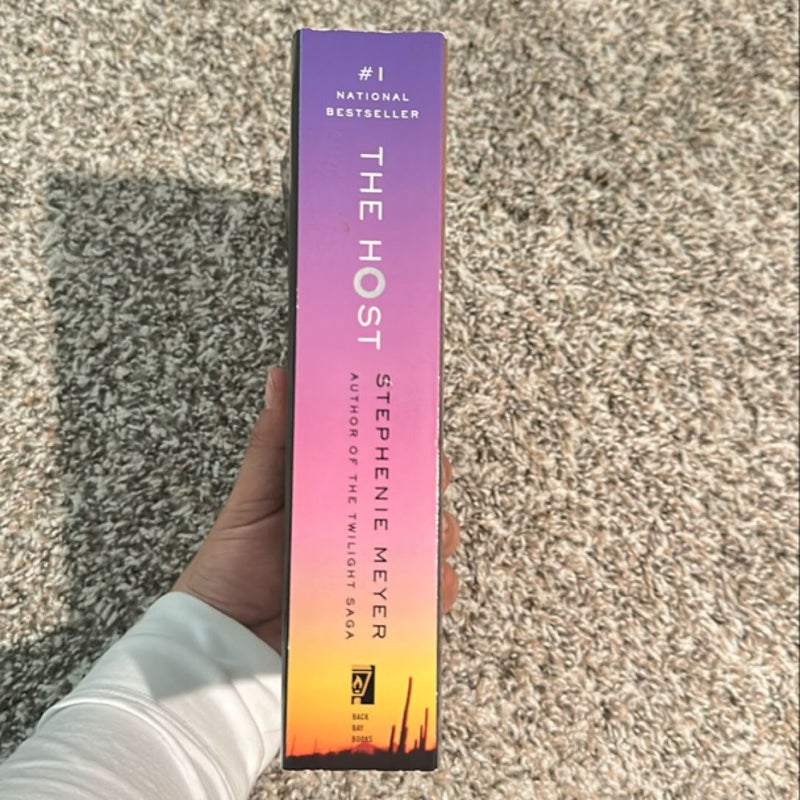 #1
NATIONAL
BESTSELLER
THE HOST
STEPHENIE MEYER
AUTHOR OF THE TWILIGHT SAGA
BACK
BAY
BOOKS